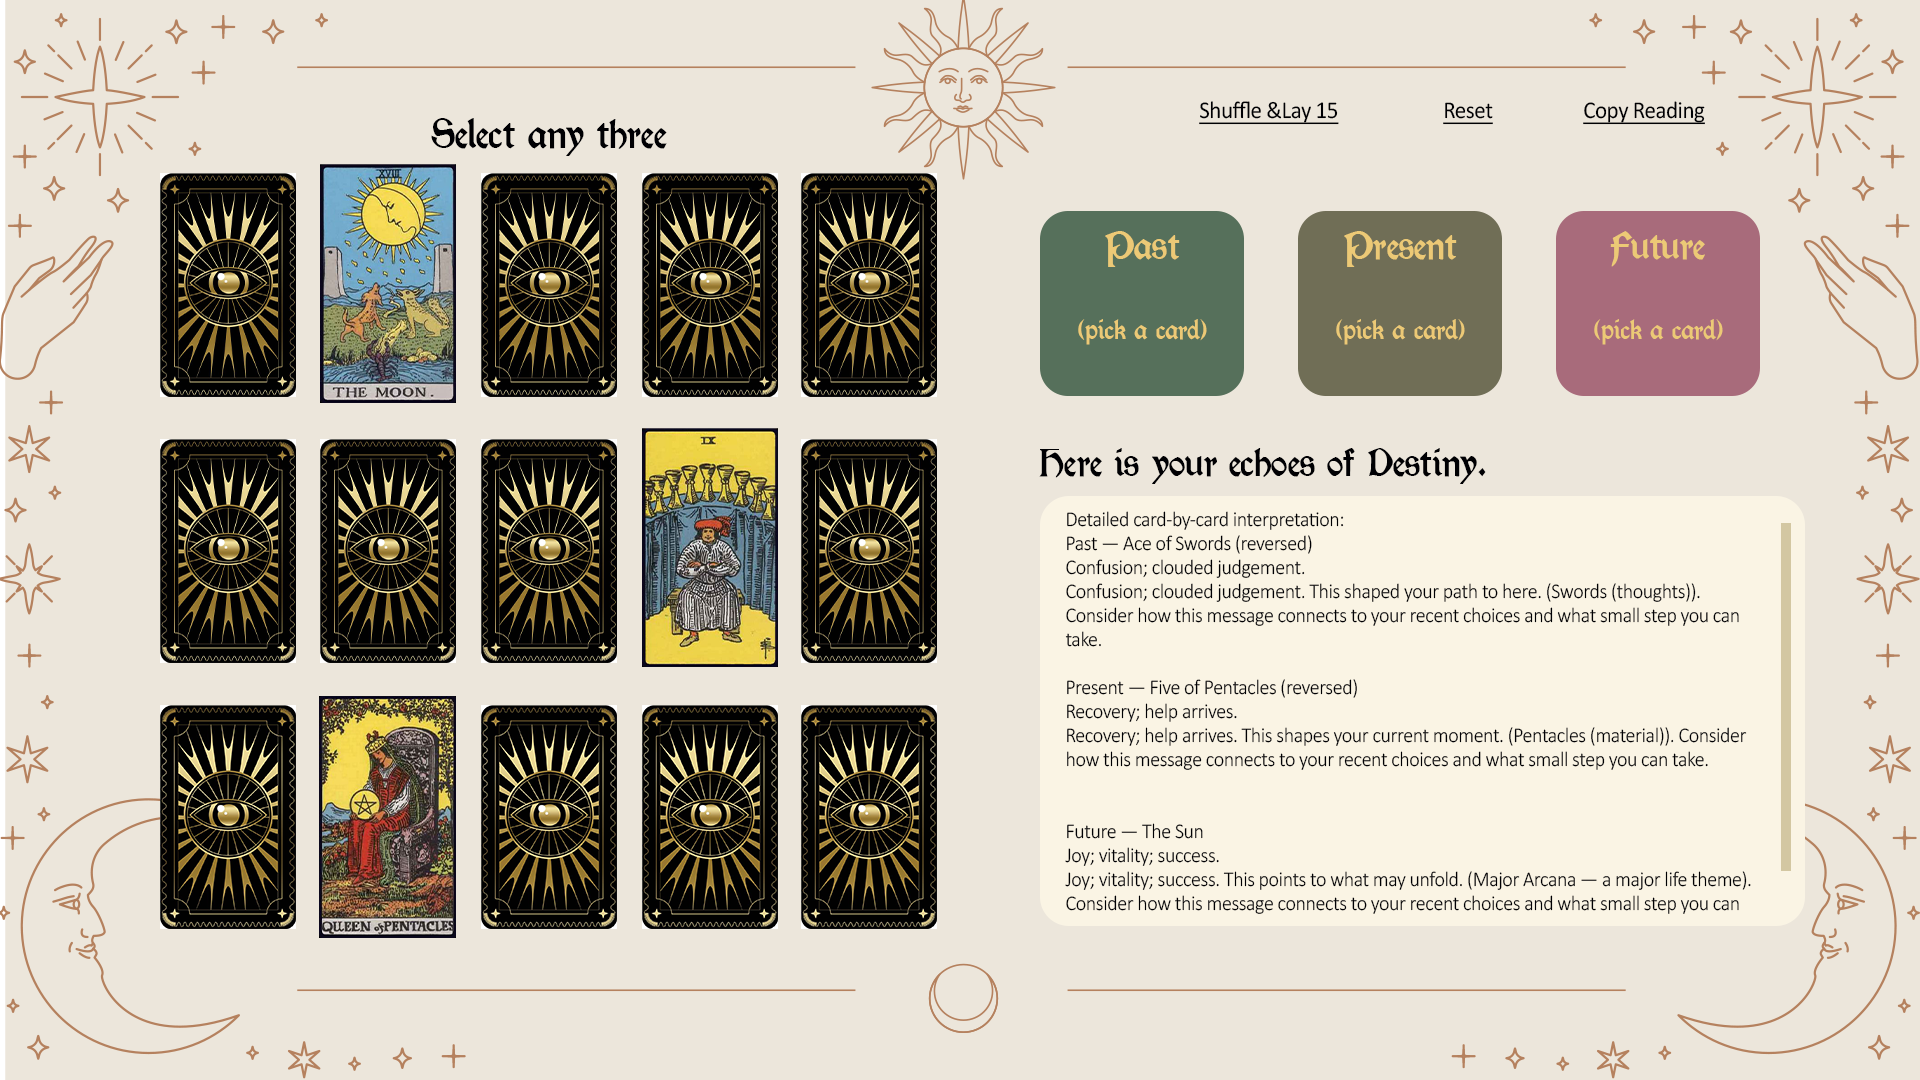 Shuffle &Lay 15
Reset
Copy Reading
Select any three
XVIII
THE MOON.
IX
QUEEN of PENTACLES
Past
(pick a card)
Present
(pick a card)
Future
(pick a card)
Here is your echoes of Destiny.
Detailed card-by-card interpretation:
Past — Ace of Swords (reversed)
Confusion; clouded judgement.
Confusion; clouded judgement. This shaped your path to here. (Swords (thoughts)).
Consider how this message connects to your recent choices and what small step you can
take.
Present — Five of Pentacles (reversed)
Recovery; help arrives.
Recovery; help arrives. This shapes your current moment. (Pentacles (material)). Consider
how this message connects to your recent choices and what small step you can take.
Future — The Sun
Joy; vitality; success.
Joy; vitality; success. This points to what may unfold. (Major Arcana — a major life theme).
Consider how this message connects to your recent choices and what small step you can